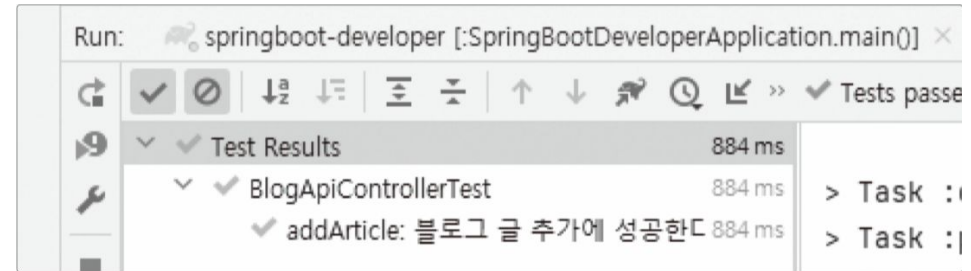 Run: springboot-developer [:SpringBootDeveloperApplication.main()] ×
» Tests passe
Test Results 884 ms
BlogApiControllerTest 884 ms
> Task :
addArticle: 블로그 글 추가에 성공한 884 ms
> Task :